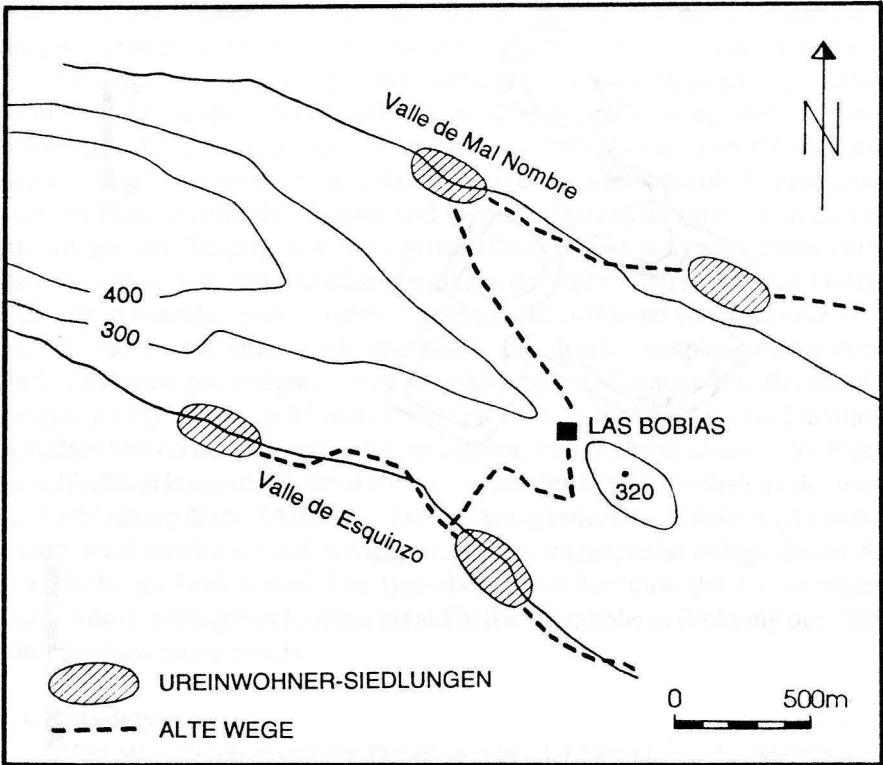 N
Valle de Mal Nombre
400
300
LAS BOBIAS
320
Valle de Esquinzo
UREINWOHNER-SIEDLUNGEN
ALTE WEGE
0 500m